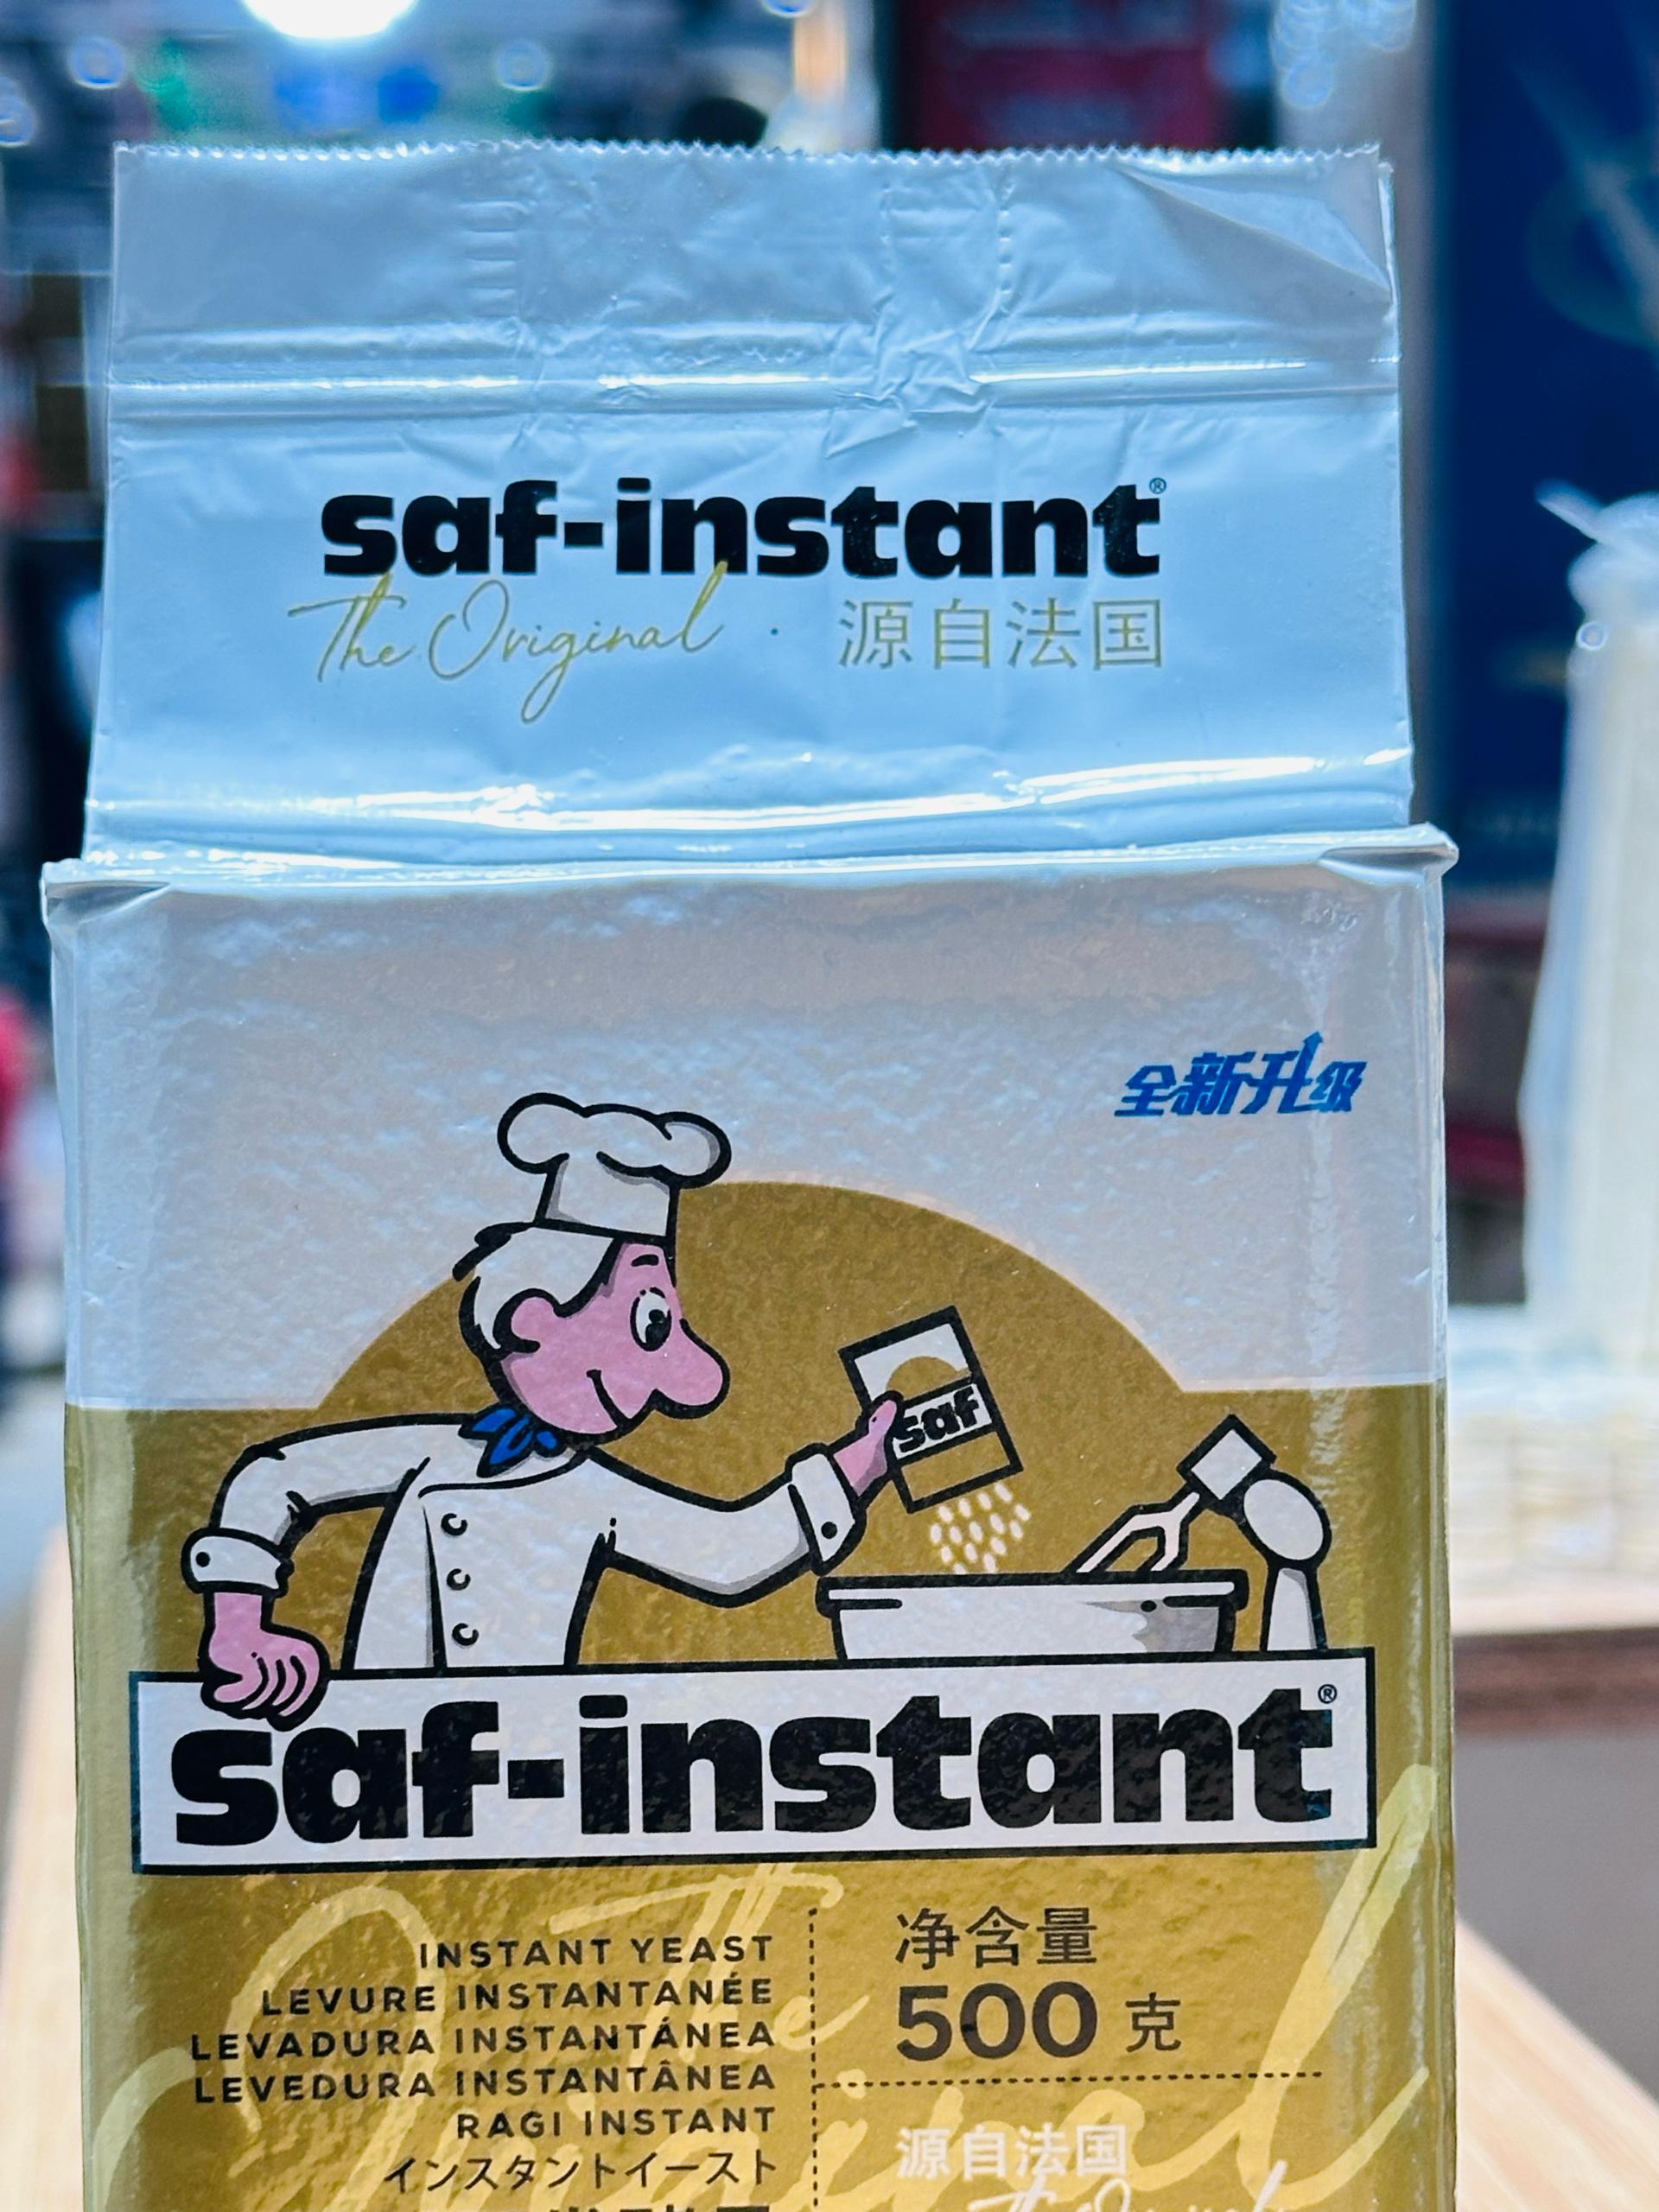 saf-instant®
The Original · 源自法国
全新升级
saf
saf-instant®
INSTANT YEAST
LEVURE INSTANTANÉE
LEVADURA INSTANTÁNEA
LEVEDURA INSTANTÂNEA
RAGI INSTANT
インスタントイースト
净含量
500 克
源自法国
The Original